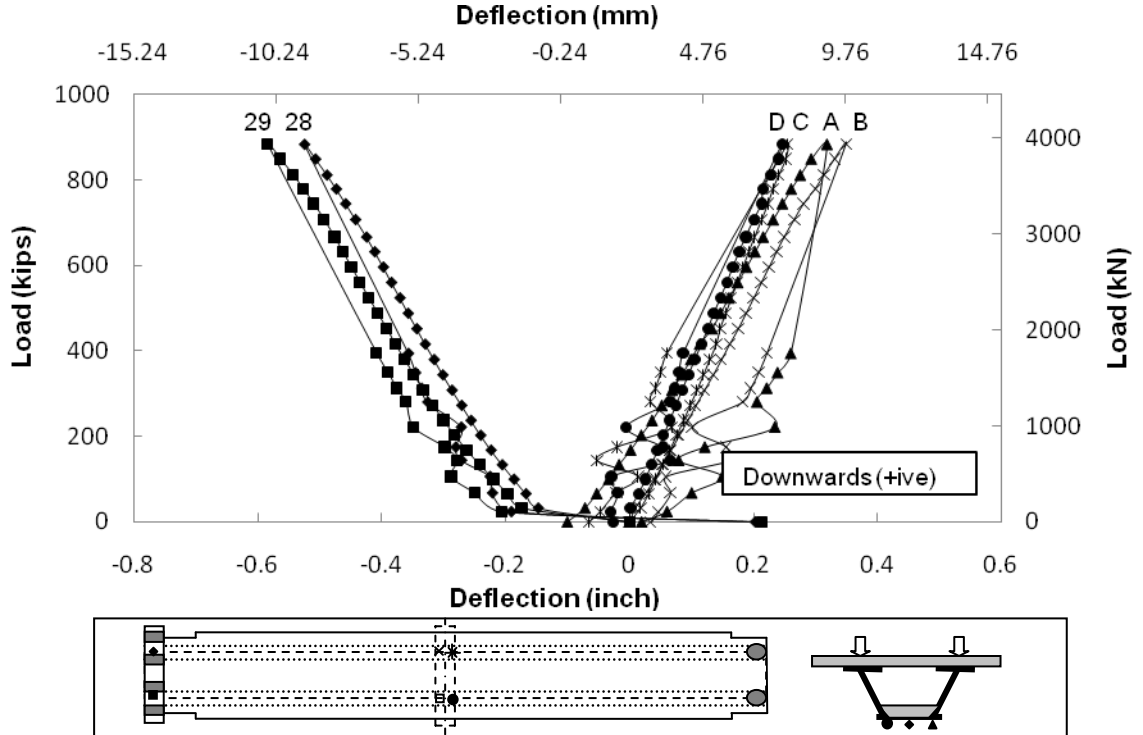 Deflection (mm)
-15.24 -10.24 -5.24 -0.24 4.76 9.76 14.76
1000
800
600
400
200
0
Load (kips)
29 28 D C A B
4000
3000
2000
1000
0
Load (kN)
Downwards (+ive)
-0.8 -0.6 -0.4 -0.2 0 0.2 0.4 0.6
Deflection (inch)